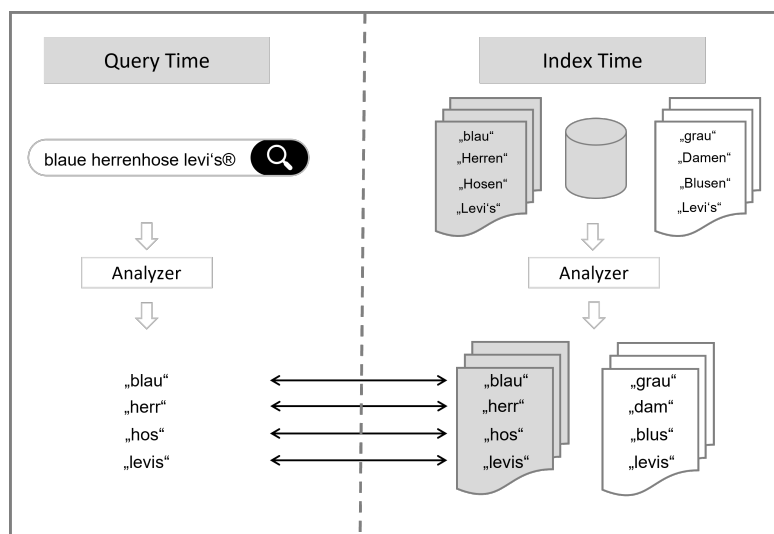 Query Time
blaue herrenhose levi‘s®
Analyzer
„blau“
„herr“
„hos“
„levis“
Index Time
„blau“
„Herren“
„Hosen“
„Levi‘s“
„grau“
„Damen“
„Blusen“
„Levi‘s“
Analyzer
„blau“
„herr“
„hos“
„levis“
„grau“
„dam“
„blus“
„levis“